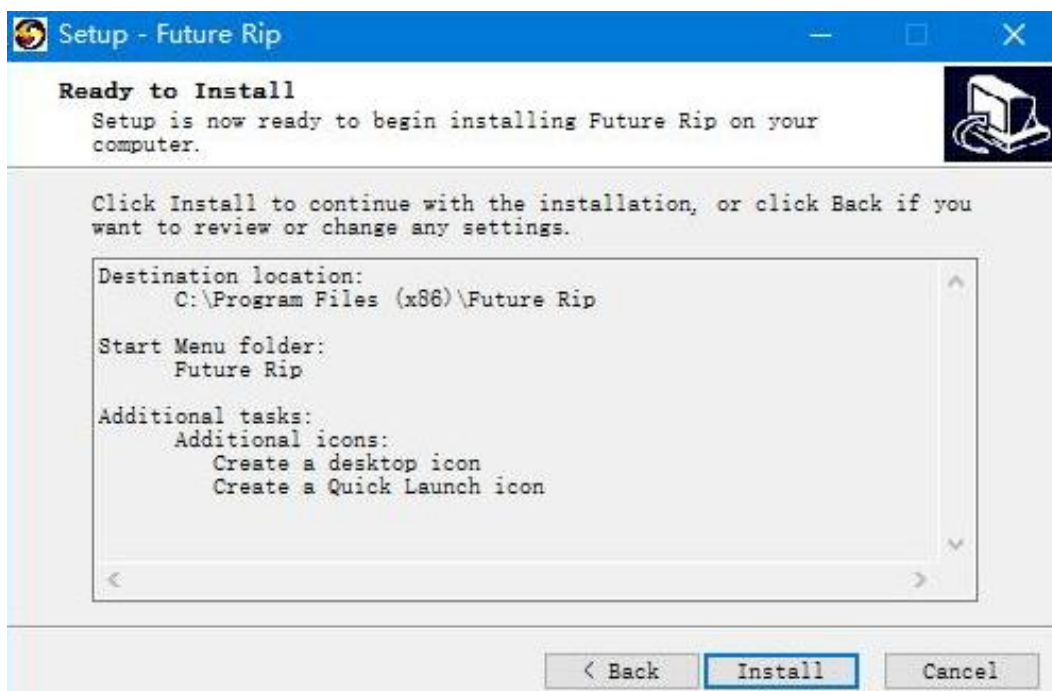 Setup - Future Rip
Ready to Install
Setup is now ready to begin installing Future Rip on your
computer.
Click Install to continue with the installation, or click Back if you
want to review or change any settings.
Destination location:
C:\Program Files (x86)\Future Rip
Start Menu folder:
Future Rip
Additional tasks:
Additional icons:
Create a desktop icon
Create a Quick Launch icon
< Back Install Cancel